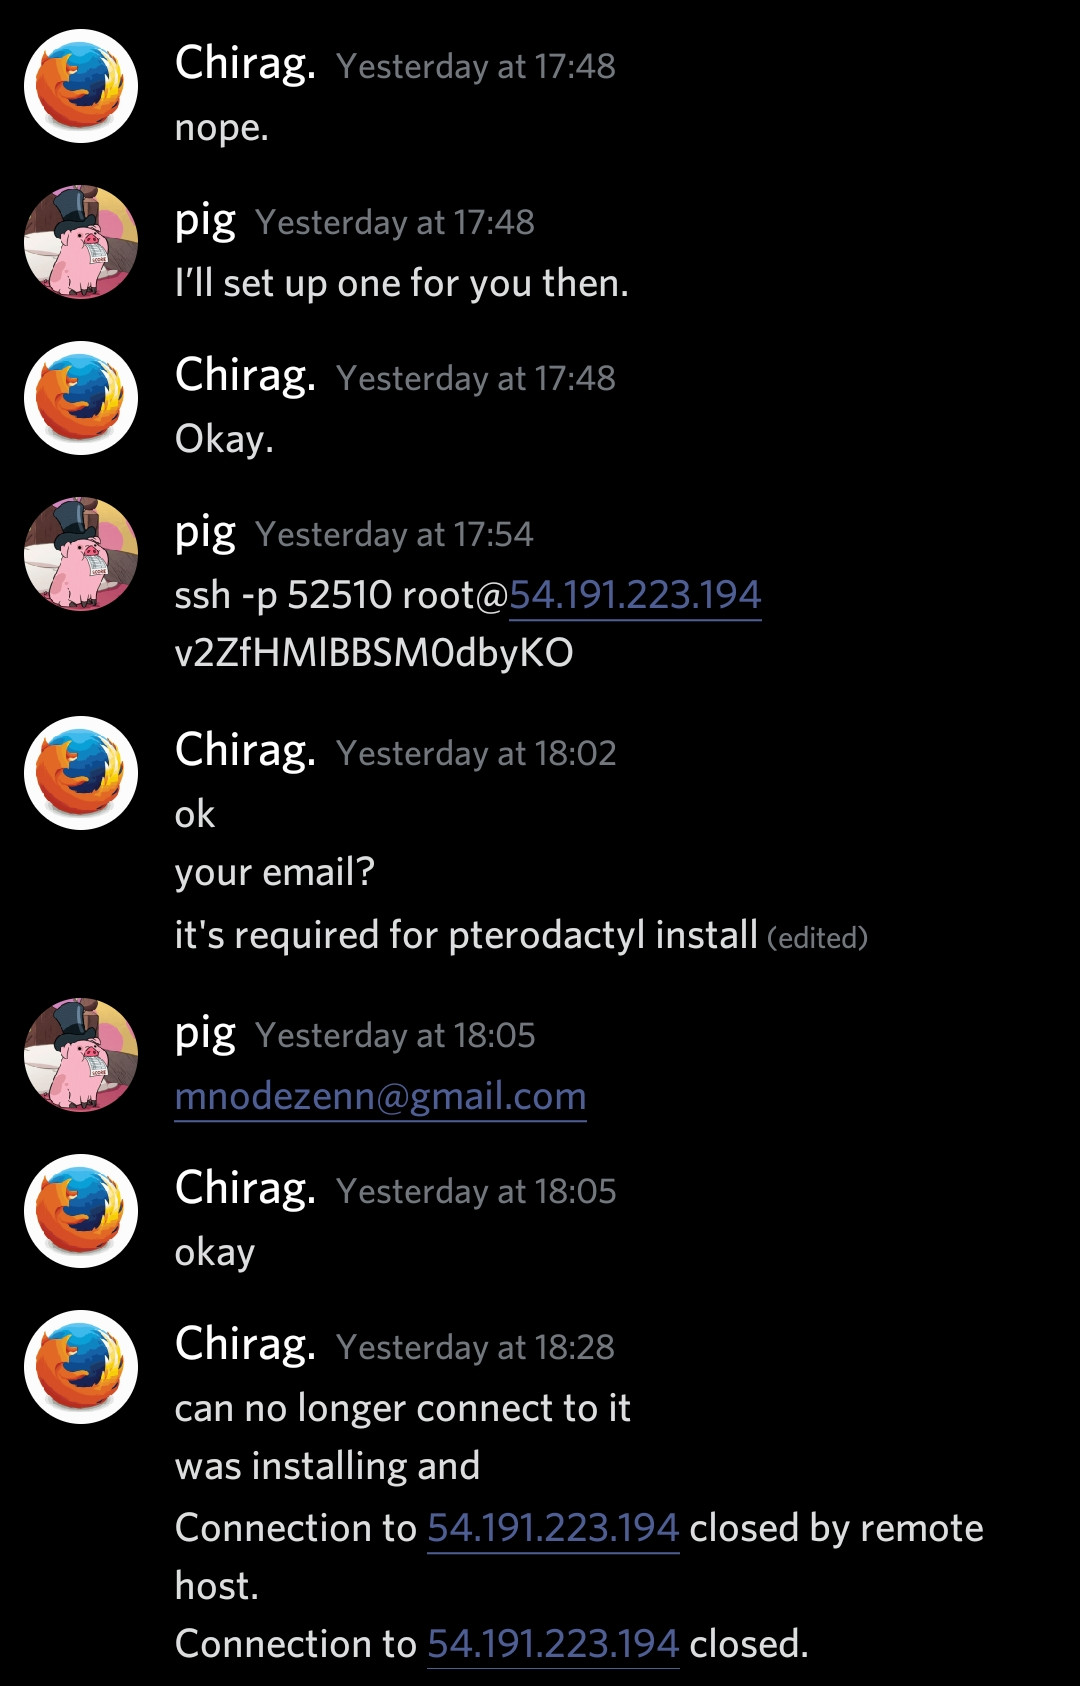 Chirag. Yesterday at 17:48
nope.
pig Yesterday at 17:48
I'll set up one for you then.
Chirag. Yesterday at 17:48
Okay.
pig Yesterday at 17:54
ssh -p 52510 root@54.191.223.194
v2ZfHMlBBSM0dbyKO
Chirag. Yesterday at 18:02
ok
your email?
it's required for pterodactyl install (edited)
pig Yesterday at 18:05
mnodezenn@gmail.com
Chirag. Yesterday at 18:05
okay
Chirag. Yesterday at 18:28
can no longer connect to it
was installing and
Connection to 54.191.223.194 closed by remote
host.
Connection to 54.191.223.194 closed.